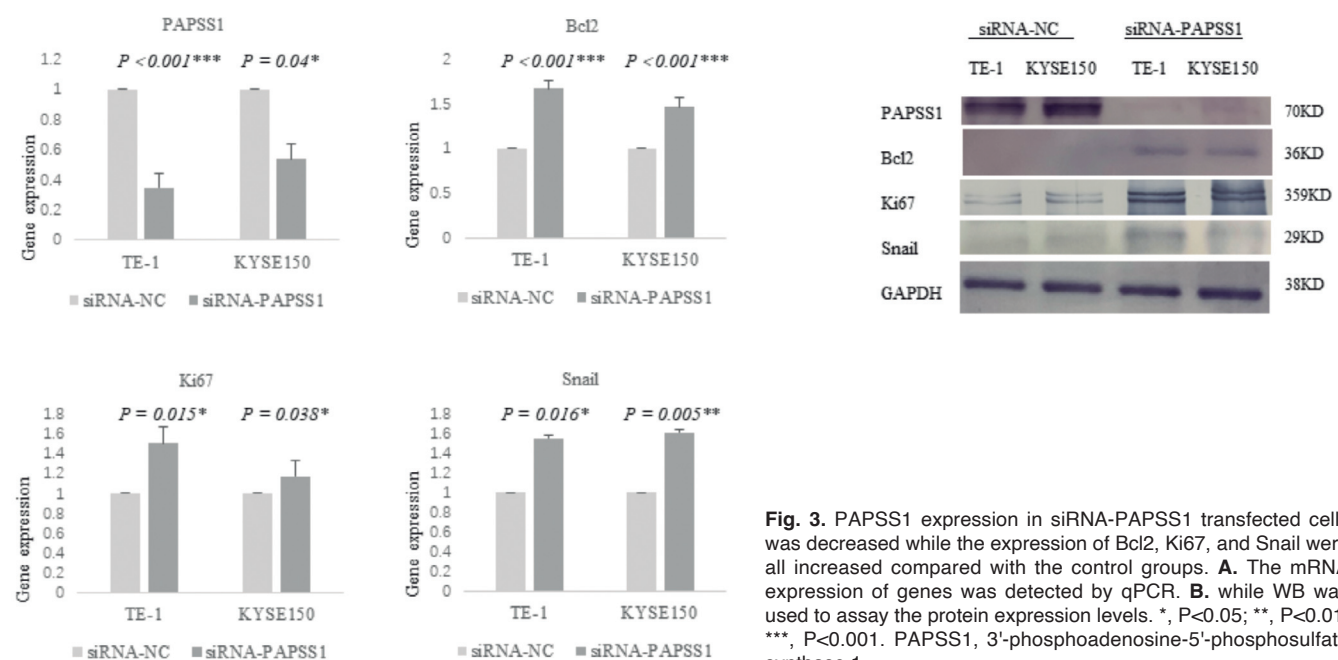 PAPSS1
1.2
1
0.8
0.6
0.4
0.2
0
Gene expression
P <0.001*** P = 0.04*
TE-1 KYSE150
siRNA-NC siRNA-PAPSS1
Bcl2
2
1.5
1
0.5
0
Gene expression
P <0.001*** P <0.001***
TE-1 KYSE150
siRNA-NC siRNA-PAPSS1
siRNA-NC siRNA-PAPSS1
TE-1 KYSE150 TE-1 KYSE150
PAPSS1 70KD
Bcl2 36KD
Ki67 359KD
Snail 29KD
GAPDH 38KD
Ki67
1.8
1.6
1.4
1.2
1
0.8
0.6
0.4
0.2
0
Gene expression
P = 0.015* P = 0.038*
TE-1 KYSE150
siRNA-NC siRNA-PAPSS1
Snail
1.8
1.6
1.4
1.2
1
0.8
0.6
0.4
0.2
0
Gene expression
P = 0.016* P = 0.005**
TE-1 KYSE150
siRNA-NC siRNA-PAPSS1
Fig. 3. PAPSS1 expression in siRNA-PAPSS1 transfected cell
was decreased while the expression of Bcl2, Ki67, and Snail wer
all increased compared with the control groups. A. The mRNA
expression of genes was detected by qPCR. B. while WB wa
used to assay the protein expression levels. *, P<0.05; **, P<0.01
***, P<0.001. PAPSS1, 3'-phosphoadenosine-5'-phosphosulfat